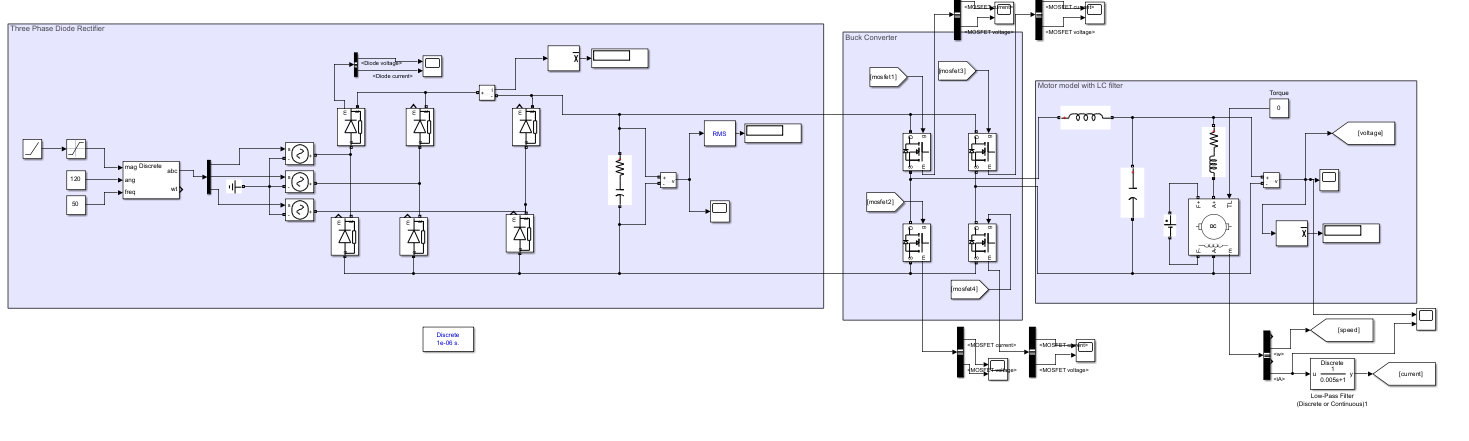 Three Phase Diode Rectifier
<Diode voltage>
<Diode current>
mag
Discrete
abc
120
ang
wt
50
freq
RMS
Discrete
1e-06 s.
Buck Converter
<MOSFET current>
<MOSFET voltage>
<MOSFET current>
<MOSFET voltage>
[mosfet1]
[mosfet3]
[mosfet2]
[mosfet4]
<MOSFET current>
<MOSFET voltage>
<MOSFET current>
<MOSFET voltage>
Motor model with LC filter
Torque
0
[voltage]
F+
A+
TL
DC
F-
A-
m
[speed]
<w>
<IA>
Discrete
u
1
0.005s+1
y
[current]
Low-Pass Filter
(Discrete or Continuous)1